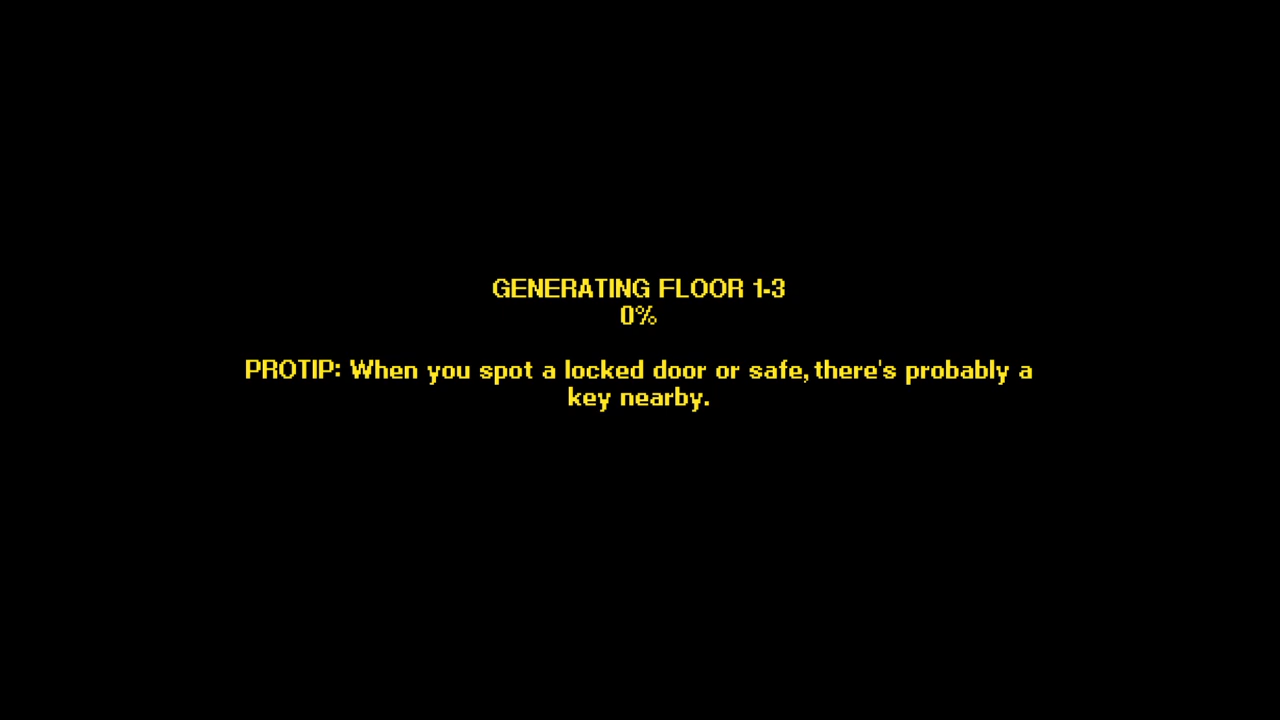 GENERATING FLOOR 1-3
0%
PROTIP: When you spot a locked door or safe, there's probably a
key nearby.